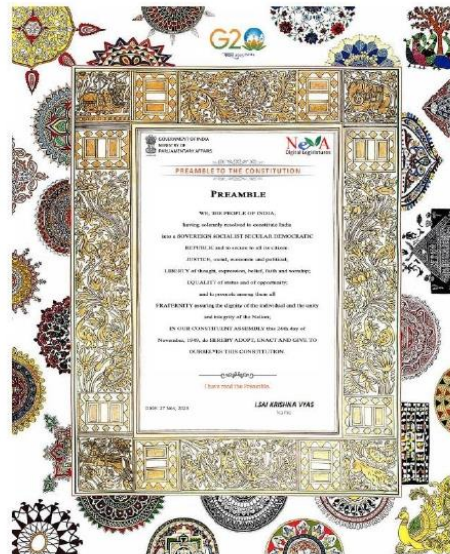 G20
GOVERNMENT OF INDIA
MINISTRY OF
PARLIAMENTARY AFFAIRS
NeVA
Digital Legislatures
PREAMBLE TO THE CONSTITUTION
PREAMBLE
WE, THE PEOPLE OF INDIA,
having solemnly resolved to constitute India
into a SOVEREIGN SOCIALIST SECULAR DEMOCRATIC
REPUBLIC and to secure to all its citizens
JUSTICE, social, economic and political;
LIBERTY of thought, expression, belief, faith and worship;
EQUALITY of status and of opportunity;
and to promote among them all
FRATERNITY assuring the dignity of the individual and the unity
and integrity of the Nation;
IN OUR CONSTITUENT ASSEMBLY this 26th day of
November, 1949, do HEREBY ADOPT, ENACT AND GIVE TO
OURSELVES THIS CONSTITUTION
I have read the Preamble.
I.SAI KRISHNA VYAS